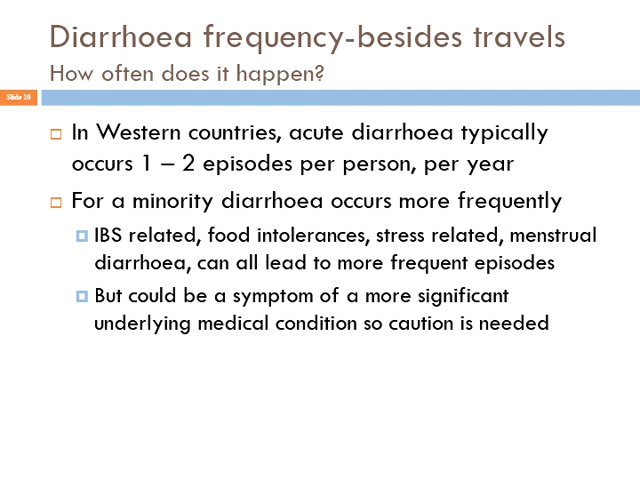 Diarrhoea frequency-besides travels
How often does it happen?
Slide 10
In Western countries, acute diarrhoea typically
occurs 1 – 2 episodes per person, per year
For a minority diarrhoea occurs more frequently
IBS related, food intolerances, stress related, menstrual
diarrhoea, can all lead to more frequent episodes
But could be a symptom of a more significant
underlying medical condition so caution is needed